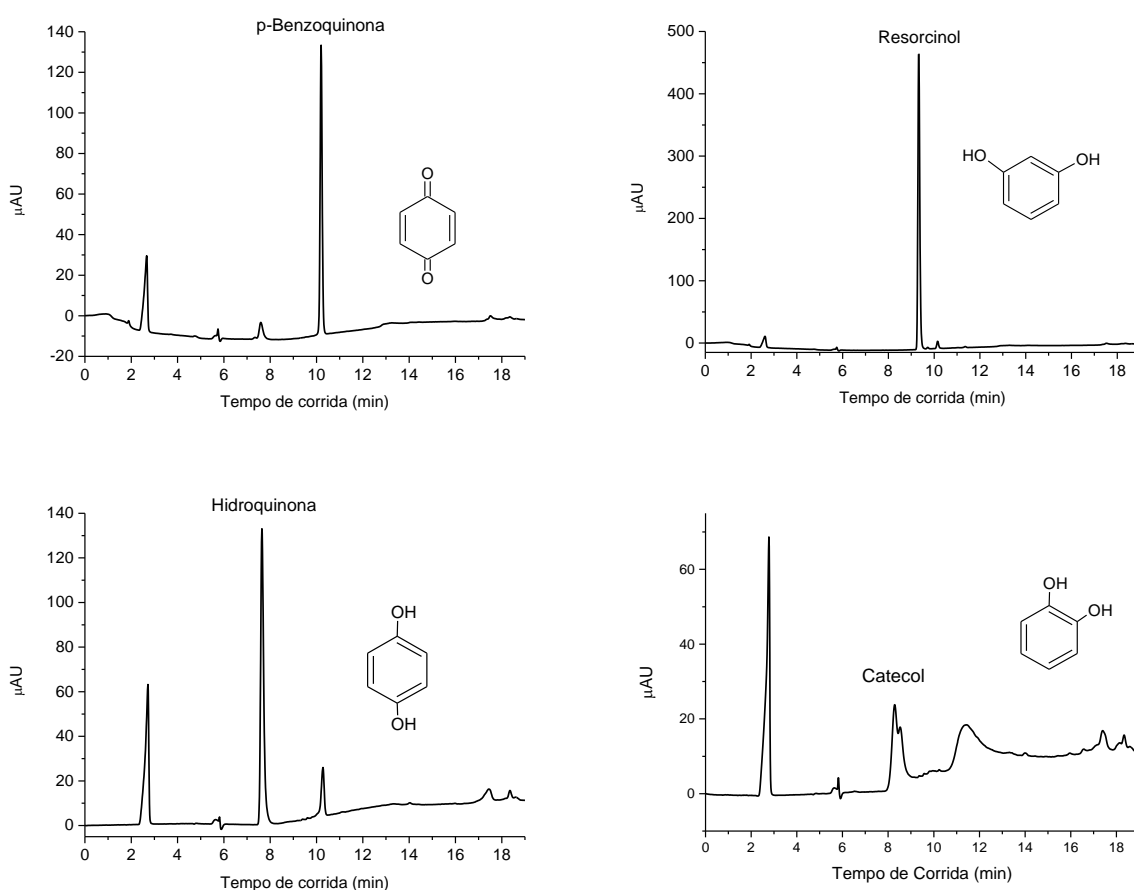 p-Benzoquinona
140
120
100
80
60
40
20
0
-20
µAU
O
O
0 2 4 6 8 10 12 14 16 18
Tempo de corrida (min)
Resorcinol
500
400
300
200
100
0
µAU
HO OH
0 2 4 6 8 10 12 14 16 18
Tempo de corrida (min)
Hidroquinona
140
120
100
80
60
40
20
0
µAU
OH
OH
0 2 4 6 8 10 12 14 16 18
Tempo de corrida (min)
Catecol
60
40
20
0
µAU
OH
OH
0 2 4 6 8 10 12 14 16 18
Tempo de Corrida (min)